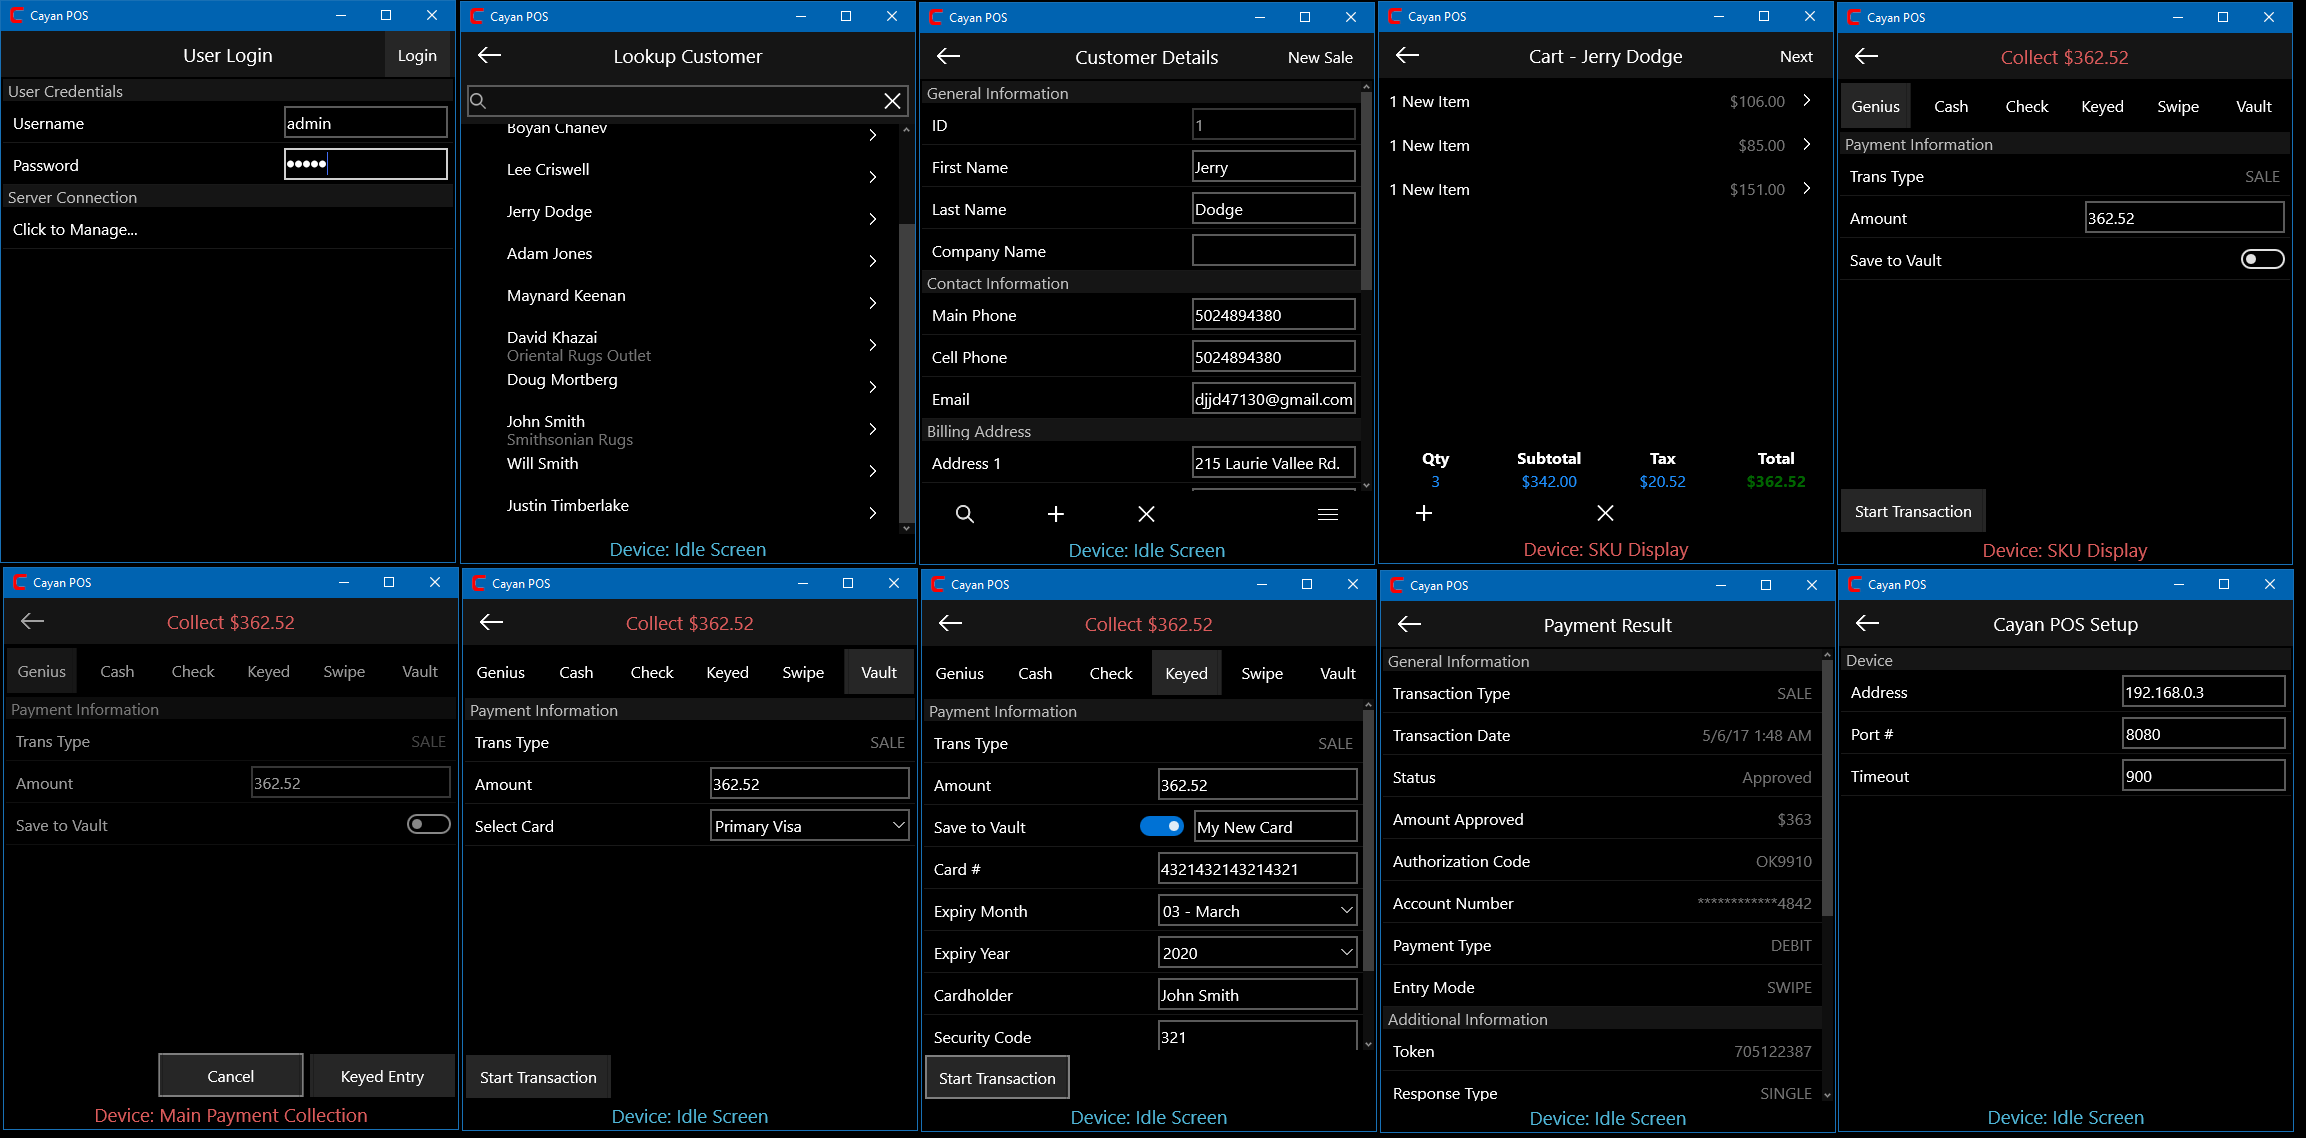 Cayan POS
User Login
Login
User Credentials
Username admin
Password •••••
Server Connection
Click to Manage...
Cayan POS
Lookup Customer
Boyan Chanev
Lee Criswell
Jerry Dodge
Adam Jones
Maynard Keenan
David Khazai
Oriental Rugs Outlet
Doug Mortberg
John Smith
Smithsonian Rugs
Will Smith
Justin Timberlake
Device: Idle Screen
Cayan POS
Customer Details
New Sale
General Information
ID 1
First Name Jerry
Last Name Dodge
Company Name
Contact Information
Main Phone 5024894380
Cell Phone 5024894380
Email djjd47130@gmail.com
Billing Address
Address 1 215 Laurie Vallee Rd.
Device: Idle Screen
Cayan POS
Cart - Jerry Dodge
Next
1 New Item $106.00
1 New Item $85.00
1 New Item $151.00
Qty Subtotal Tax Total
3 $342.00 $20.52 $362.52
Device: SKU Display
Cayan POS
Collect $362.52
Genius Cash Check Keyed Swipe Vault
Payment Information
Trans Type SALE
Amount 362.52
Save to Vault
Start Transaction
Device: SKU Display
Cayan POS
Collect $362.52
Genius Cash Check Keyed Swipe Vault
Payment Information
Trans Type SALE
Amount 362.52
Save to Vault
Cancel Keyed Entry
Device: Main Payment Collection
Cayan POS
Collect $362.52
Genius Cash Check Keyed Swipe Vault
Payment Information
Trans Type SALE
Amount 362.52
Select Card Primary Visa
Start Transaction
Device: Idle Screen
Cayan POS
Collect $362.52
Genius Cash Check Keyed Swipe Vault
Payment Information
Trans Type SALE
Amount 362.52
Save to Vault My New Card
Card # 4321432143214321
Expiry Month 03 - March
Expiry Year 2020
Cardholder John Smith
Security Code 321
Start Transaction
Device: Idle Screen
Cayan POS
Payment Result
General Information
Transaction Type SALE
Transaction Date 5/6/17 1:48 AM
Status Approved
Amount Approved $363
Authorization Code OK9910
Account Number ************4842
Payment Type DEBIT
Entry Mode SWIPE
Additional Information
Token 705122387
Response Type SINGLE
Device: Idle Screen
Cayan POS
Cayan POS Setup
Device
Address 192.168.0.3
Port # 8080
Timeout 900
Device: Idle Screen